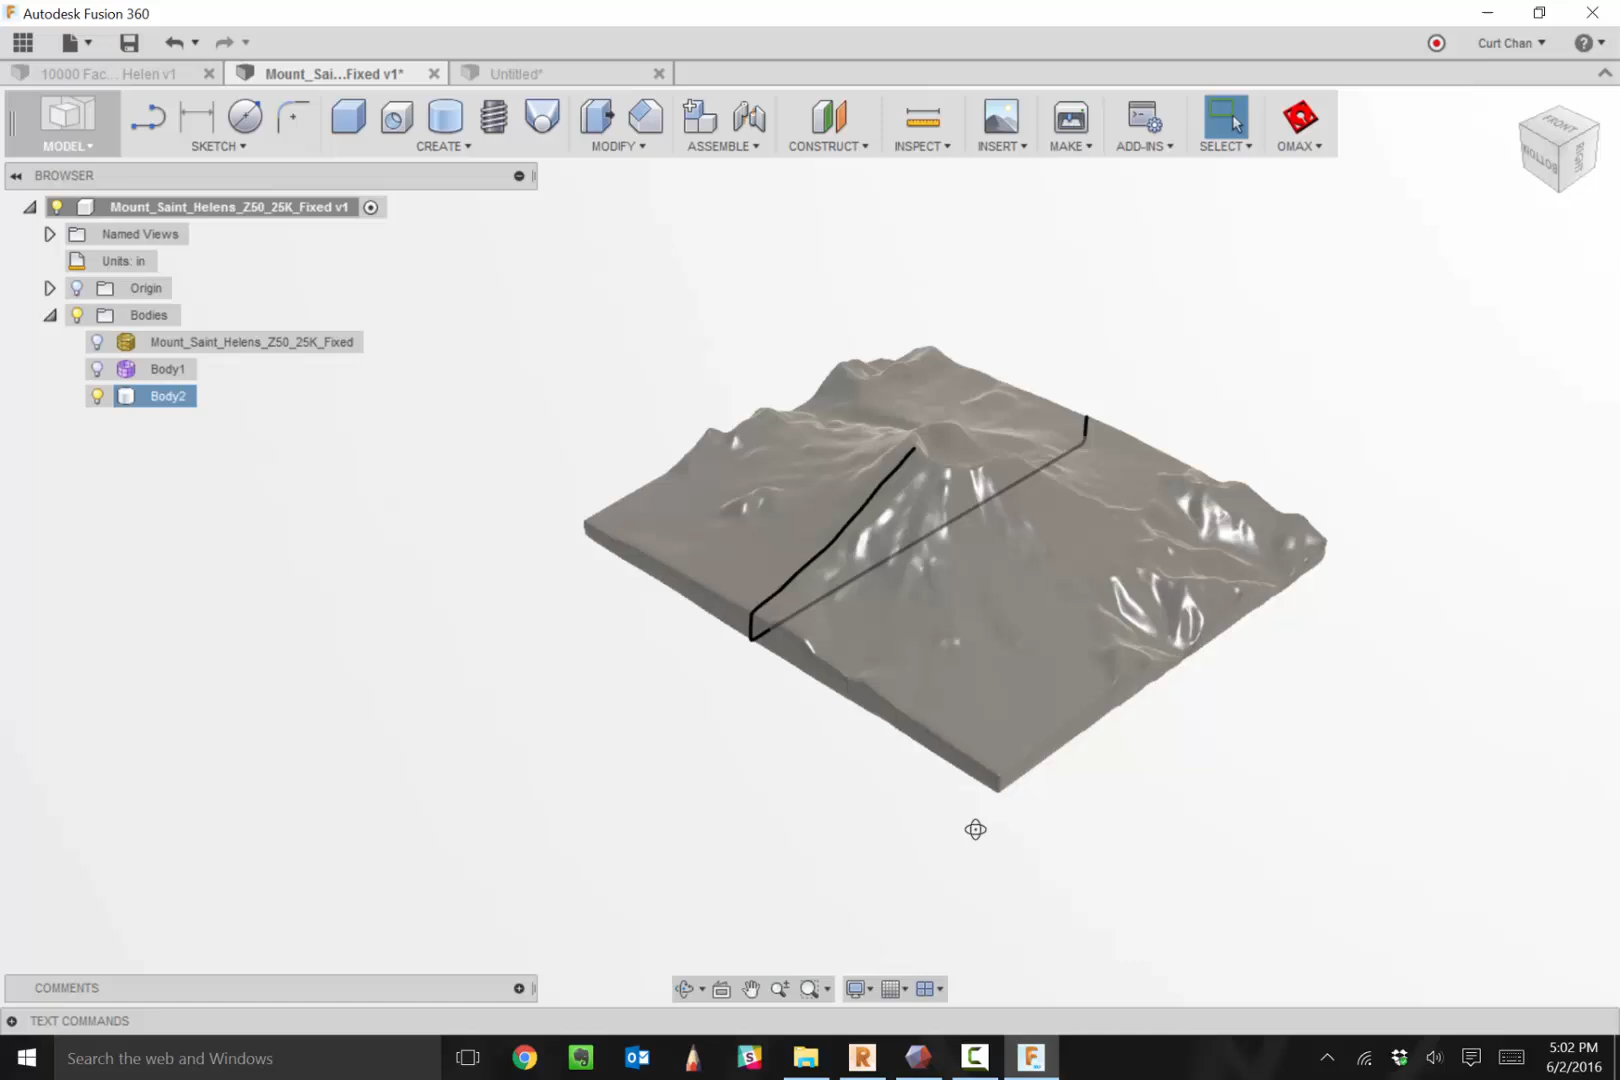 Autodesk Fusion 360
Curt Chan
10000 Fac... Helen v1
Mount_Sai...Fixed v1*
Untitled*
MODEL
SKETCH
CREATE
MODIFY
ASSEMBLE
CONSTRUCT
INSPECT
INSERT
MAKE
ADD-INS
SELECT
OMAX
FRONT
BOTTOM
RIGHT
BROWSER
Mount_Saint_Helens_Z50_25K_Fixed v1
Named Views
Units: in
Origin
Bodies
Mount_Saint_Helens_Z50_25K_Fixed
Body1
Body2
COMMENTS
TEXT COMMANDS
Search the web and Windows
5:02 PM
6/2/2016